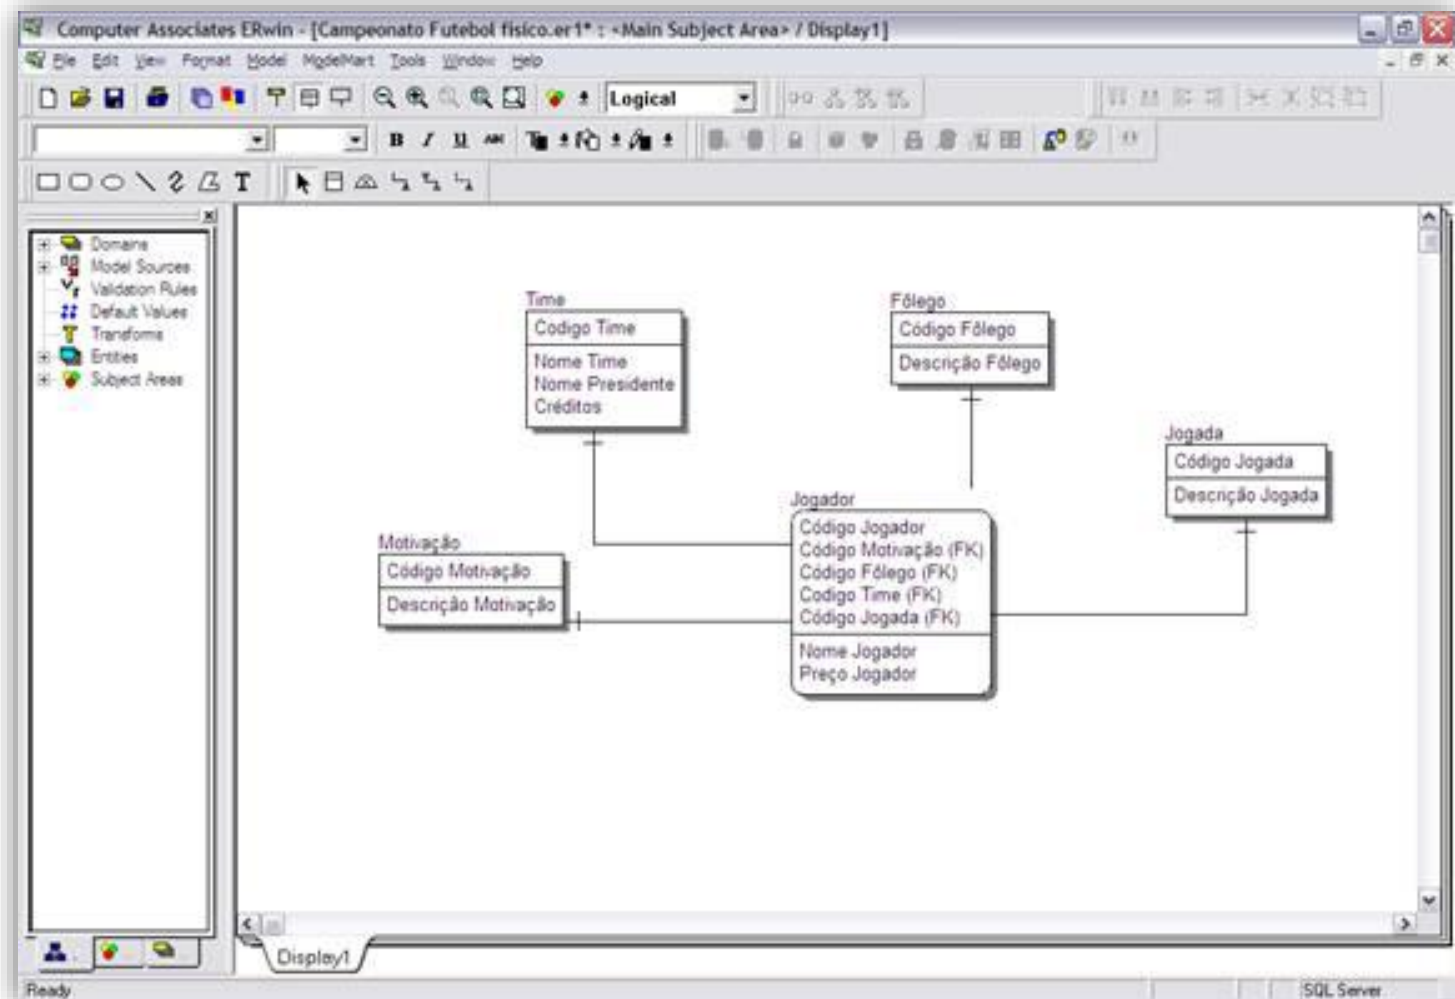 Computer Associates ERwin - [Campeonato Futebol fisico.er1* : <Main Subject Area> / Display1]
File Edit View Format Model ModelMart Tools Window Help
Logical
B I U ABC
T
Domains
Model Sources
Validation Rules
Default Values
Transforms
Entities
Subject Areas
Time
Codigo Time
Nome Time
Nome Presidente
Créditos
Fôlego
Código Fôlego
Descrição Fôlego
Jogada
Código Jogada
Descrição Jogada
Motivação
Código Motivação
Descrição Motivação
Jogador
Código Jogador
Código Motivação (FK)
Código Fôlego (FK)
Codigo Time (FK)
Código Jogada (FK)
Nome Jogador
Preço Jogador
Display1
Ready
SQL Server